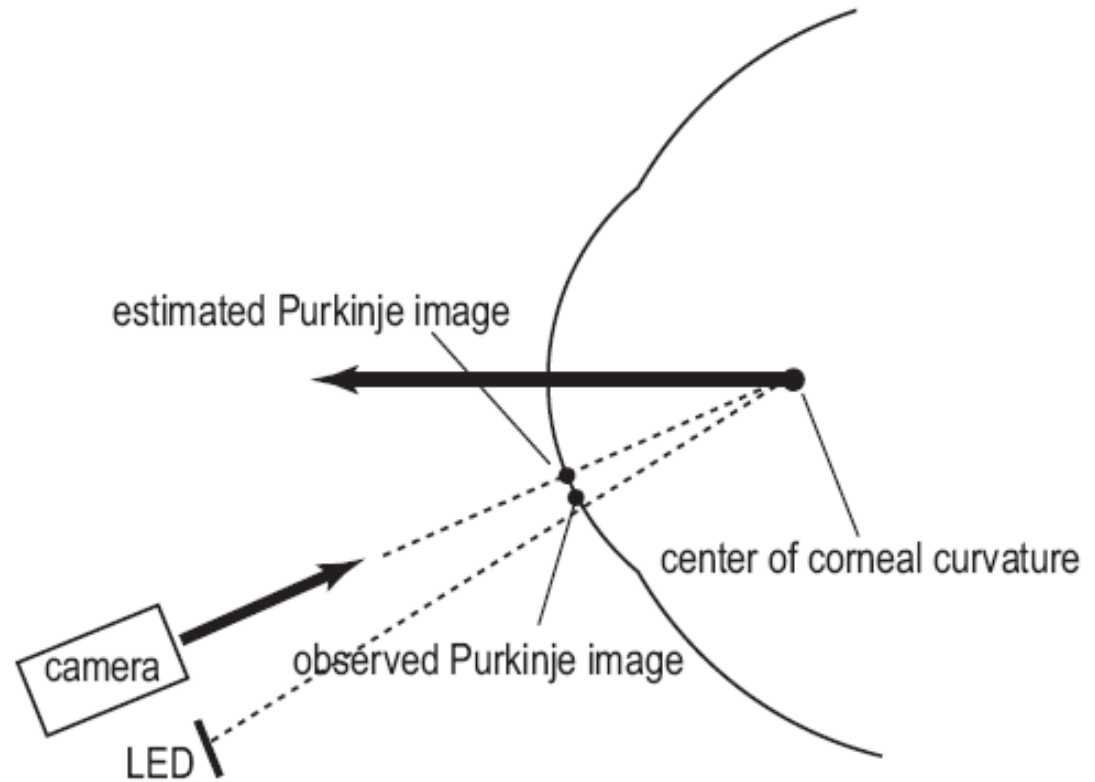 estimated Purkinje image
center of corneal curvature
camera
observed Purkinje image
LED